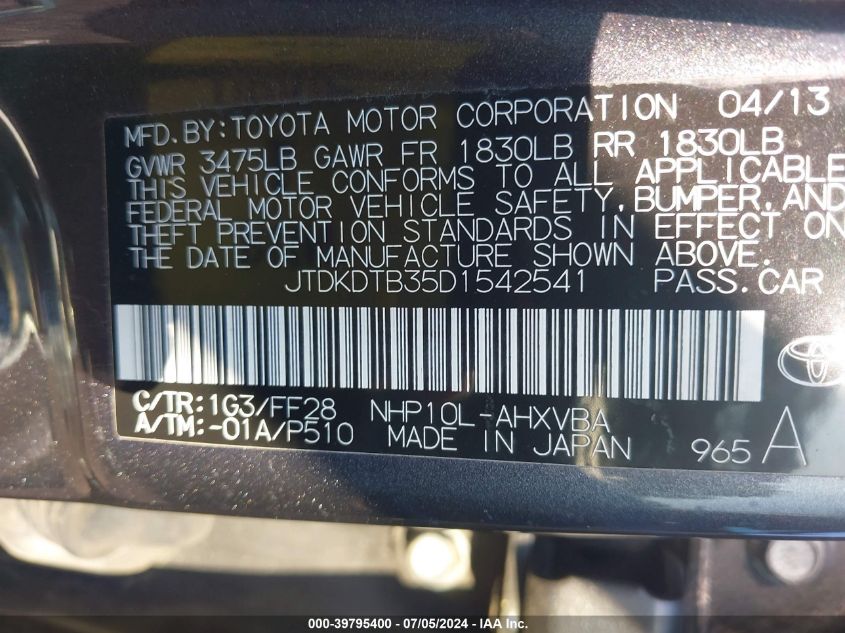 MFD. BY: TOYOTA MOTOR CORPORATION 04/13
GVWR 3475LB GAWR FR 1830LB RR 1830LB
THIS VEHICLE CONFORMS TO ALL APPLICABLE
FEDERAL MOTOR VEHICLE SAFETY, BUMPER, AND
THEFT PREVENTION STANDARDS IN EFFECT ON
THE DATE OF MANUFACTURE SHOWN ABOVE.
JTDKDTB35D1542541 PASS. CAR
C/TR: 1G3/FF28 NHP10L-AHXVBA
A/TM: -01A/P510 MADE IN JAPAN 965 A
000-39795400 - 07/05/2024 - IAA Inc.